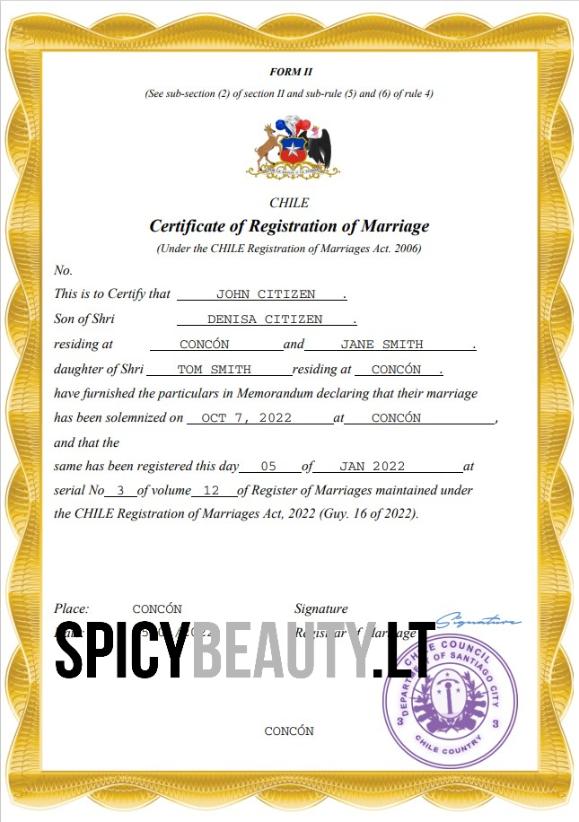 FORM II
(See sub-section (2) of section II and sub-rule (5) and (6) of rule 4)
CHILE
Certificate of Registration of Marriage
(Under the CHILE Registration of Marriages Act. 2006)
No.
This is to Certify that JOHN CITIZEN .
Son of Shri DENISA CITIZEN .
residing at CONCÓN and JANE SMITH .
daughter of Shri TOM SMITH residing at CONCÓN .
have furnished the particulars in Memorandum declaring that their marriage
has been solemnized on OCT 7, 2022 at CONCÓN ,
and that the
same has been registered this day 05 of JAN 2022 at
serial No 3 of volume 12 of Register of Marriages maintained under
the CHILE Registration of Marriages Act, 2022 (Guy. 16 of 2022).
Place: CONCÓN Signature
Signature
Registrar of Marriage
SPICYBEAUTY.LT
CHILE COUNCIL
DEPARTMENT OF SANTIAGO CITY
3 3
CHILE COUNTRY
CONCÓN